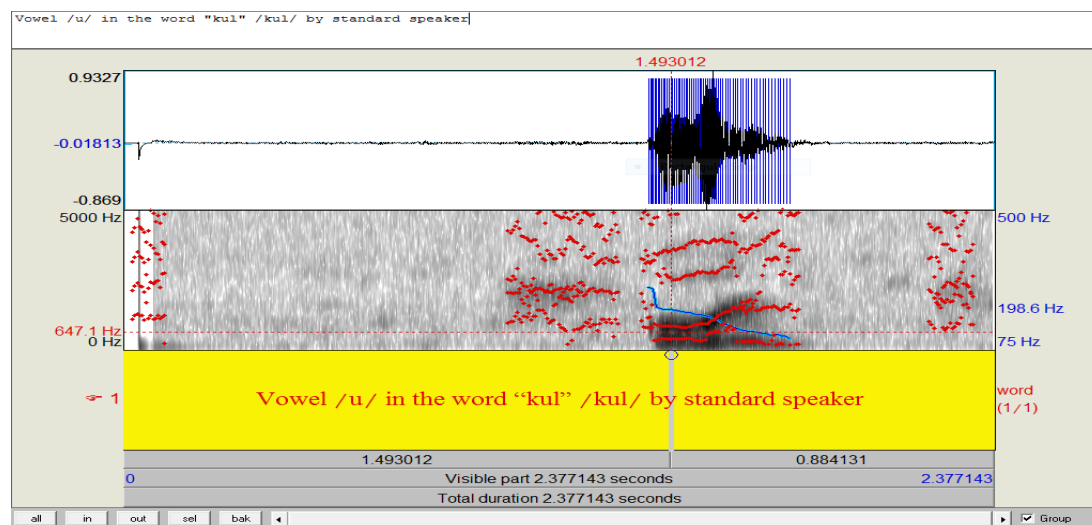 Vowel /u/ in the word "kul" /kul/ by standard speaker
1.493012
0.9327
-0.01813
-0.869
5000 Hz
500 Hz
198.6 Hz
647.1 Hz
0 Hz
75 Hz
☞ 1
Vowel /u/ in the word “kul” /kul/ by standard speaker
word
(1/1)
1.493012
0.884131
0
Visible part 2.377143 seconds
2.377143
Total duration 2.377143 seconds
all in out sel bak Group